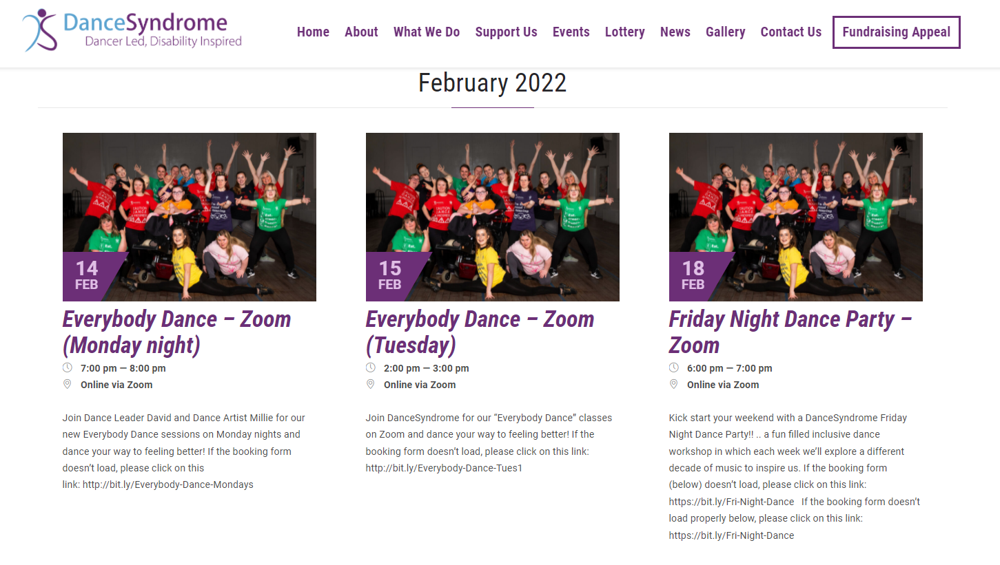 DanceSyndrome
Dancer Led, Disability Inspired
Home About What We Do Support Us Events Lottery News Gallery Contact Us Fundraising Appeal
February 2022
14
FEB
Everybody Dance – Zoom
(Monday night)
7:00 pm — 8:00 pm
Online via Zoom
Join Dance Leader David and Dance Artist Millie for our
new Everybody Dance sessions on Monday nights and
dance your way to feeling better! If the booking form
doesn’t load, please click on this
link: http://bit.ly/Everybody-Dance-Mondays
15
FEB
Everybody Dance – Zoom
(Tuesday)
2:00 pm — 3:00 pm
Online via Zoom
Join DanceSyndrome for our “Everybody Dance” classes
on Zoom and dance your way to feeling better! If the
booking form doesn’t load, please click on this link:
http://bit.ly/Everybody-Dance-Tues1
18
FEB
Friday Night Dance Party –
Zoom
6:00 pm — 7:00 pm
Online via Zoom
Kick start your weekend with a DanceSyndrome Friday
Night Dance Party!! .. a fun filled inclusive dance
workshop in which each week we’ll explore a different
decade of music to inspire us. If the booking form
(below) doesn’t load, please click on this link:
https://bit.ly/Fri-Night-Dance   If the booking form doesn’t
load properly below, please click on this link:
https://bit.ly/Fri-Night-Dance